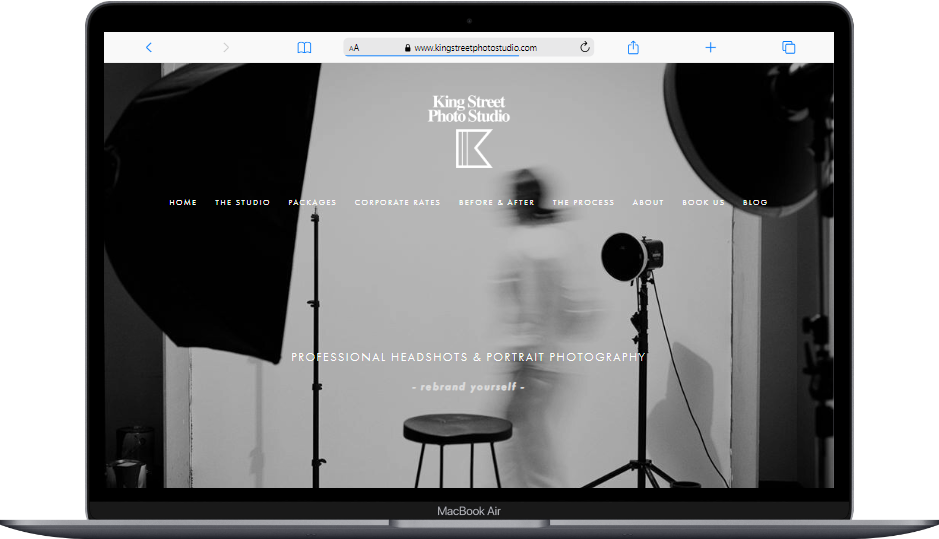 AA www.kingstreetphotostudio.com
King Street
Photo Studio
HOME THE STUDIO PACKAGES CORPORATE RATES BEFORE & AFTER THE PROCESS ABOUT BOOK US BLOG
PROFESSIONAL HEADSHOTS & PORTRAIT PHOTOGRAPHY
- rebrand yourself -
MacBook Air